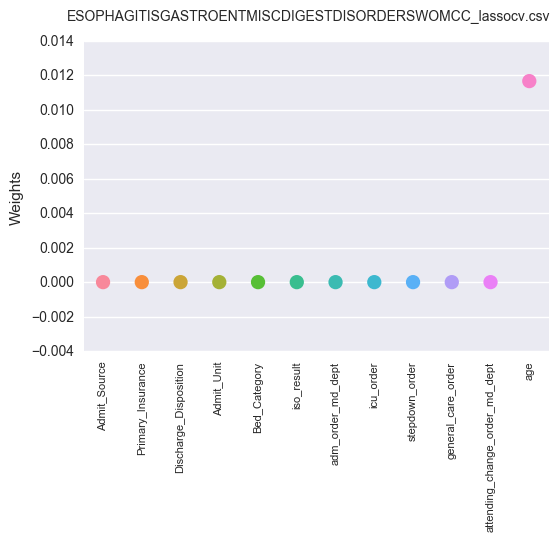 ESOPHAGITISGASTROENTMISCDIGESTDISORDERSWOMCC_lassocv.csv
0.014
0.012
0.010
0.008
0.006
0.004
0.002
0.000
−0.002
−0.004
Weights
Admit_Source
Primary_Insurance
Discharge_Disposition
Admit_Unit
Bed_Category
iso_result
adm_order_md_dept
icu_order
stepdown_order
general_care_order
attending_change_order_md_dept
age